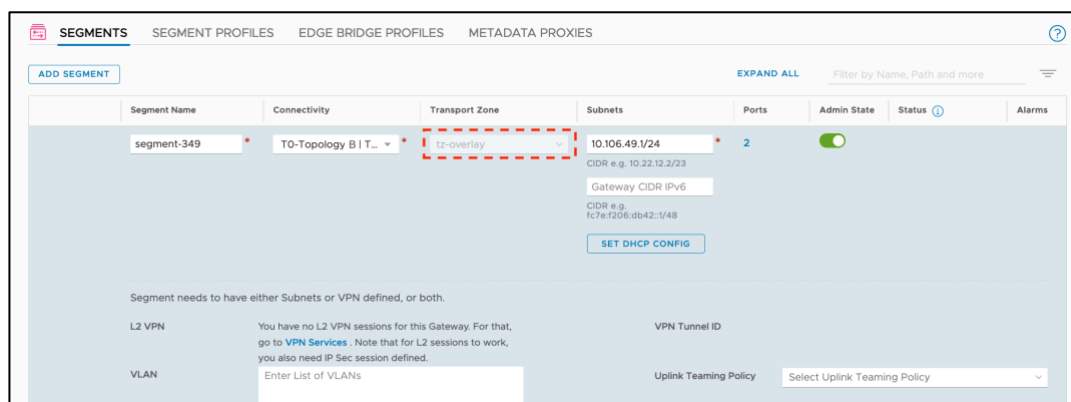 SEGMENTS SEGMENT PROFILES EDGE BRIDGE PROFILES METADATA PROXIES
ADD SEGMENT EXPAND ALL Filter by Name, Path and more
Segment Name Connectivity Transport Zone Subnets Ports Admin State Status Alarms
segment-349 * T0-Topology B | T... * tz-overlay 10.106.49.1/24 * 2
CIDR e.g. 10.22.12.2/23
Gateway CIDR IPv6
CIDR e.g.
fc7e:f206:db42::1/48
SET DHCP CONFIG
Segment needs to have either Subnets or VPN defined, or both.
L2 VPN You have no L2 VPN sessions for this Gateway. For that, VPN Tunnel ID
go to VPN Services . Note that for L2 sessions to work,
you also need IP Sec session defined.
VLAN Enter List of VLANs Uplink Teaming Policy Select Uplink Teaming Policy